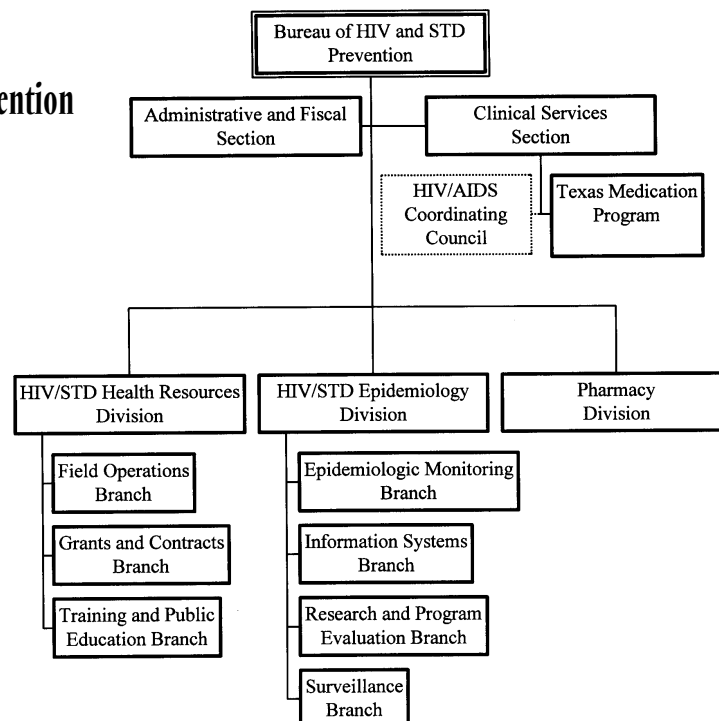 Bureau of HIV and STD
Prevention
Administrative and Fiscal
Section
Clinical Services
Section
HIV/AIDS
Coordinating
Council
Texas Medication
Program
HIV/STD Health Resources
Division
HIV/STD Epidemiology
Division
Pharmacy
Division
Field Operations
Branch
Grants and Contracts
Branch
Training and Public
Education Branch
Epidemiologic Monitoring
Branch
Information Systems
Branch
Research and Program
Evaluation Branch
Surveillance
Branch